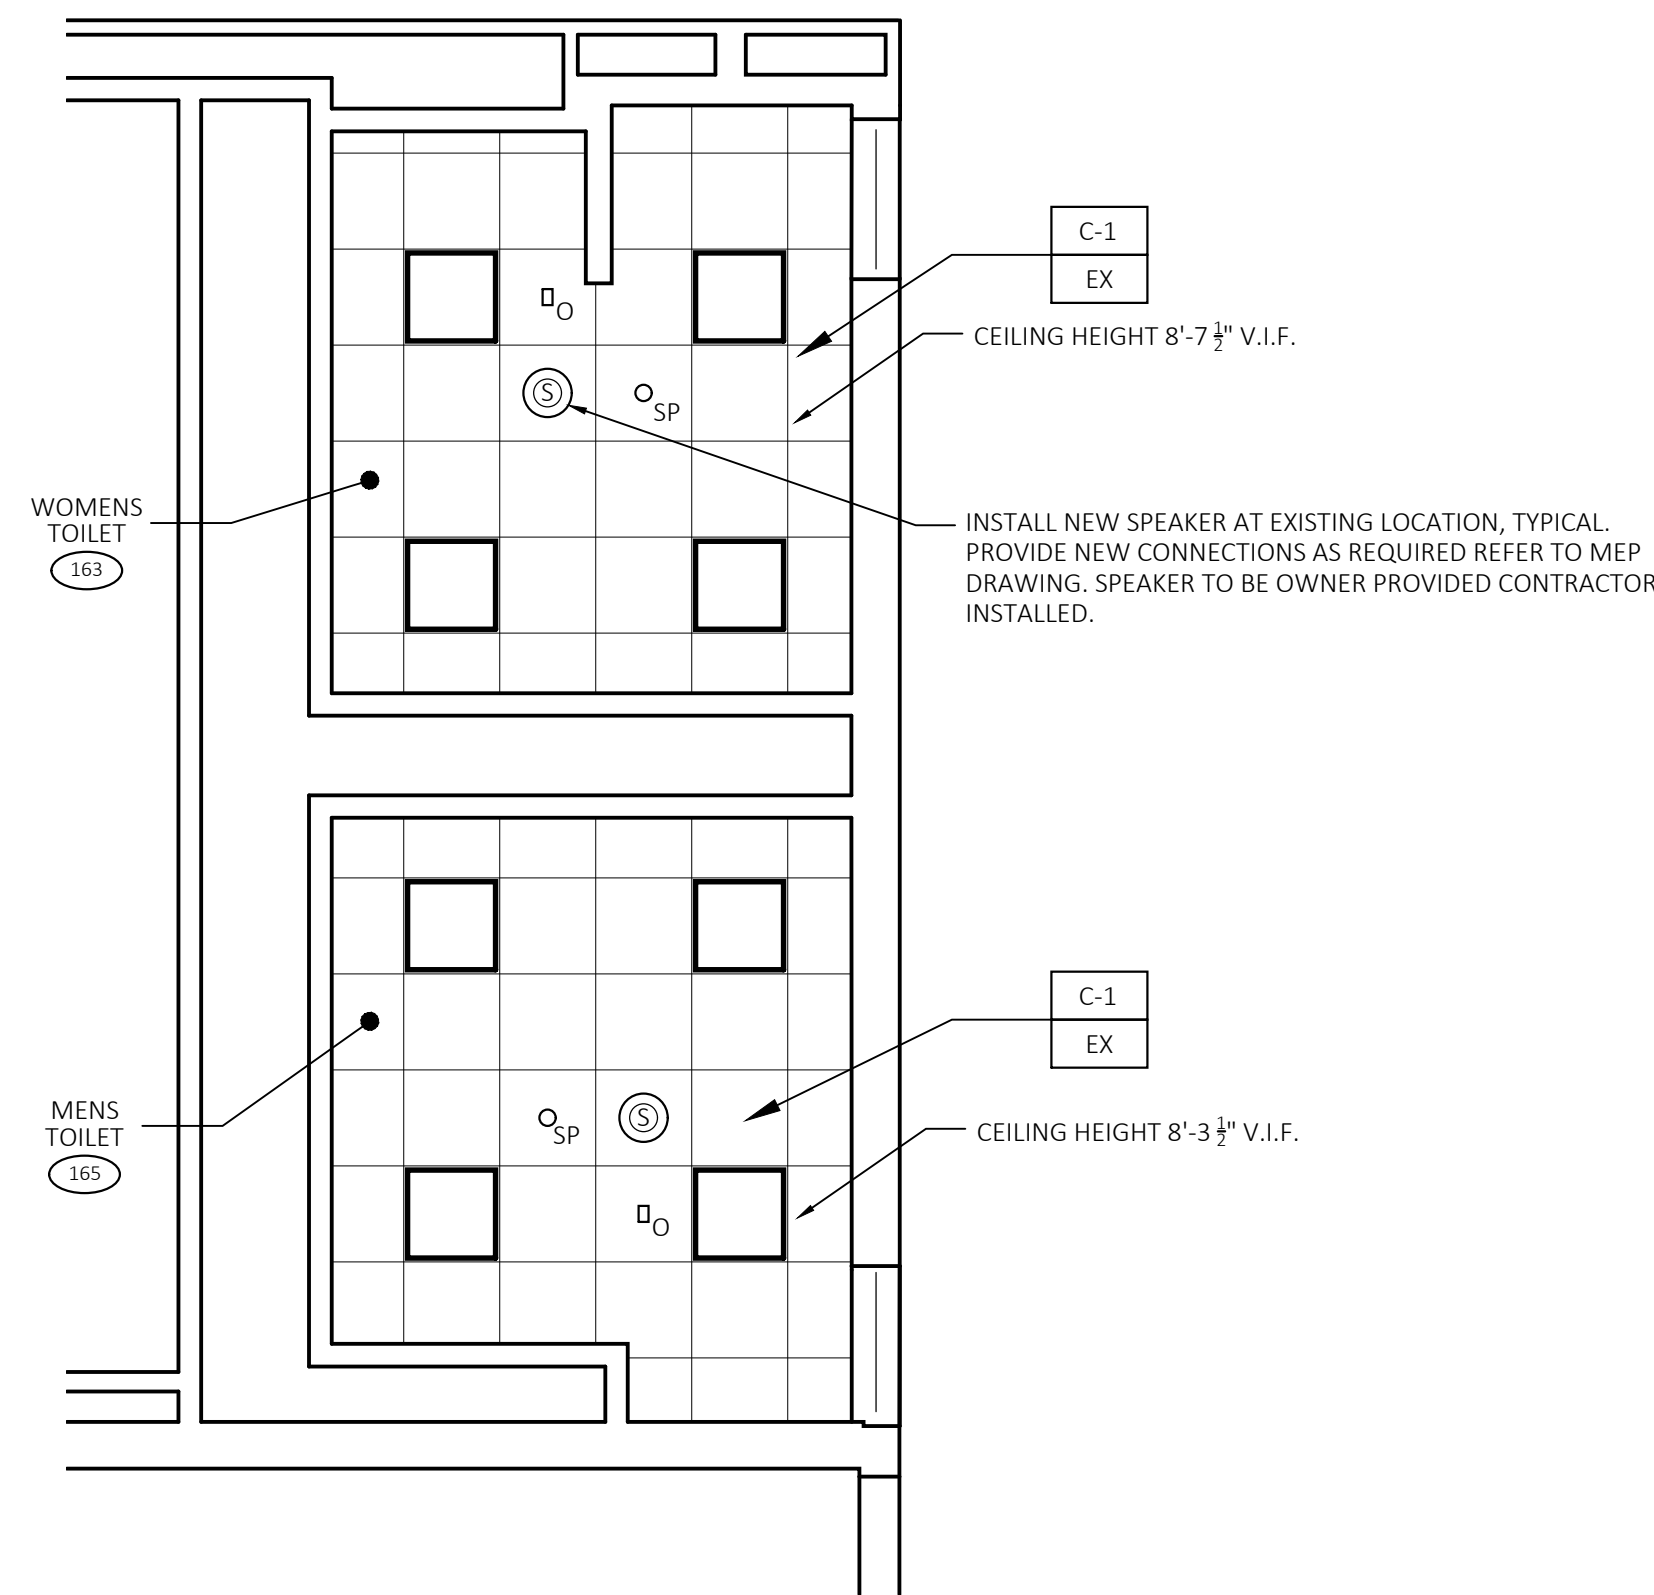 C-1
EX
CEILING HEIGHT 8'-7 1/2" V.I.F.
O
S
SP
WOMENS
TOILET
163
INSTALL NEW SPEAKER AT EXISTING LOCATION, TYPICAL.
PROVIDE NEW CONNECTIONS AS REQUIRED REFER TO MEP
DRAWING. SPEAKER TO BE OWNER PROVIDED CONTRACTOR
INSTALLED.
C-1
EX
MENS
TOILET
165
SP
S
CEILING HEIGHT 8'-3 1/2" V.I.F.
O